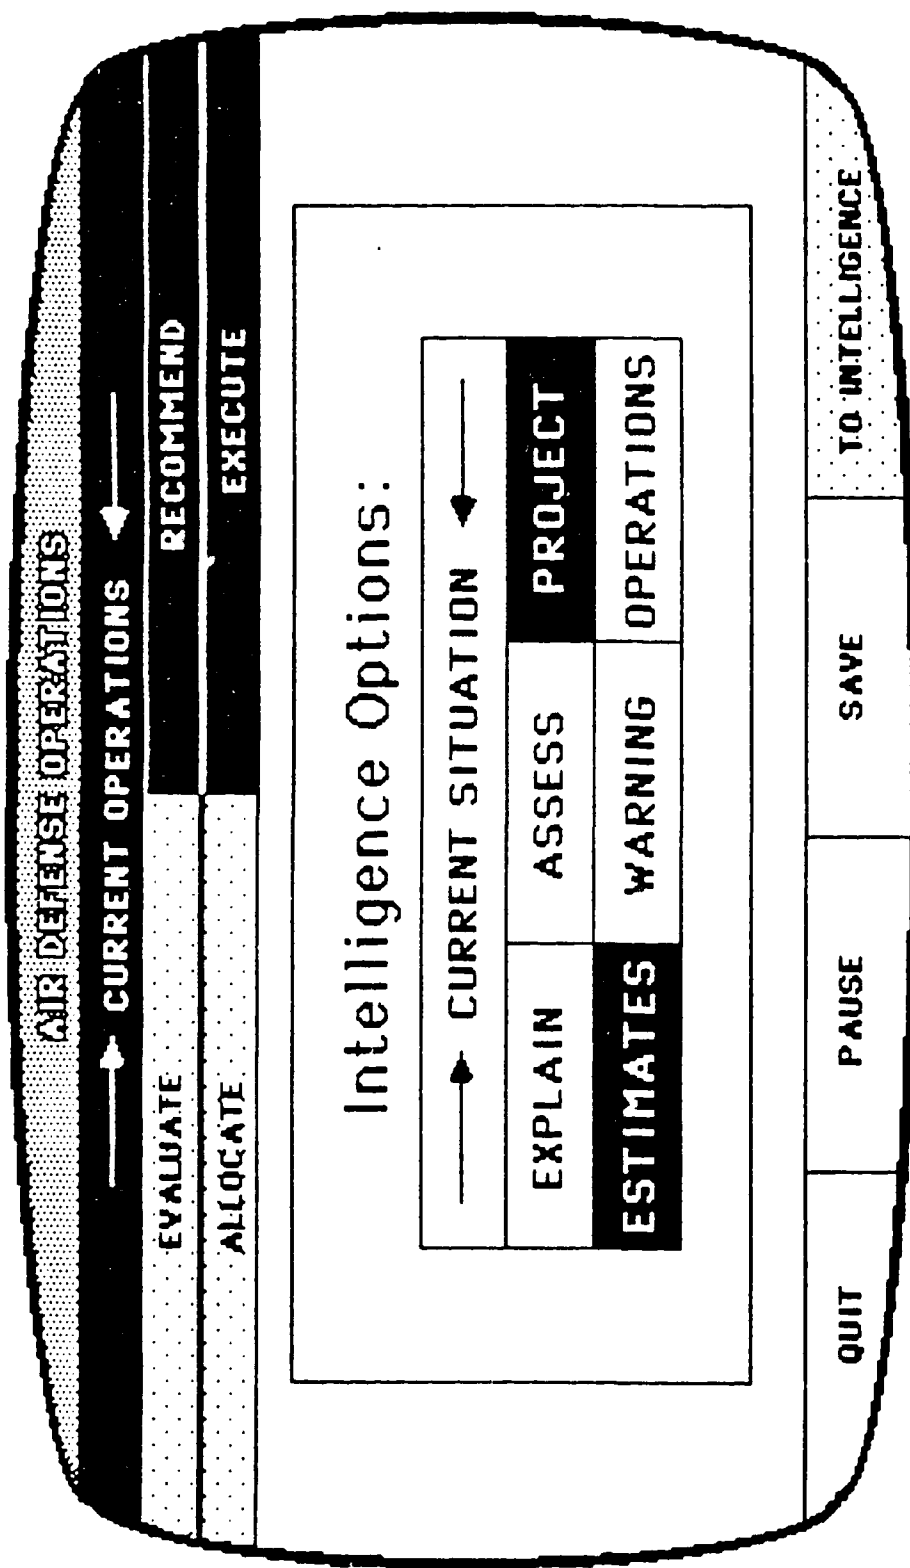 AIR DEFENSE OPERATIONS
CURRENT OPERATIONS
EVALUATE RECOMMEND
ALLOCATE EXECUTE
Intelligence Options:
CURRENT SITUATION
EXPLAIN ASSESS PROJECT
ESTIMATES WARNING OPERATIONS
QUIT PAUSE SAVE TO INTELLIGENCE